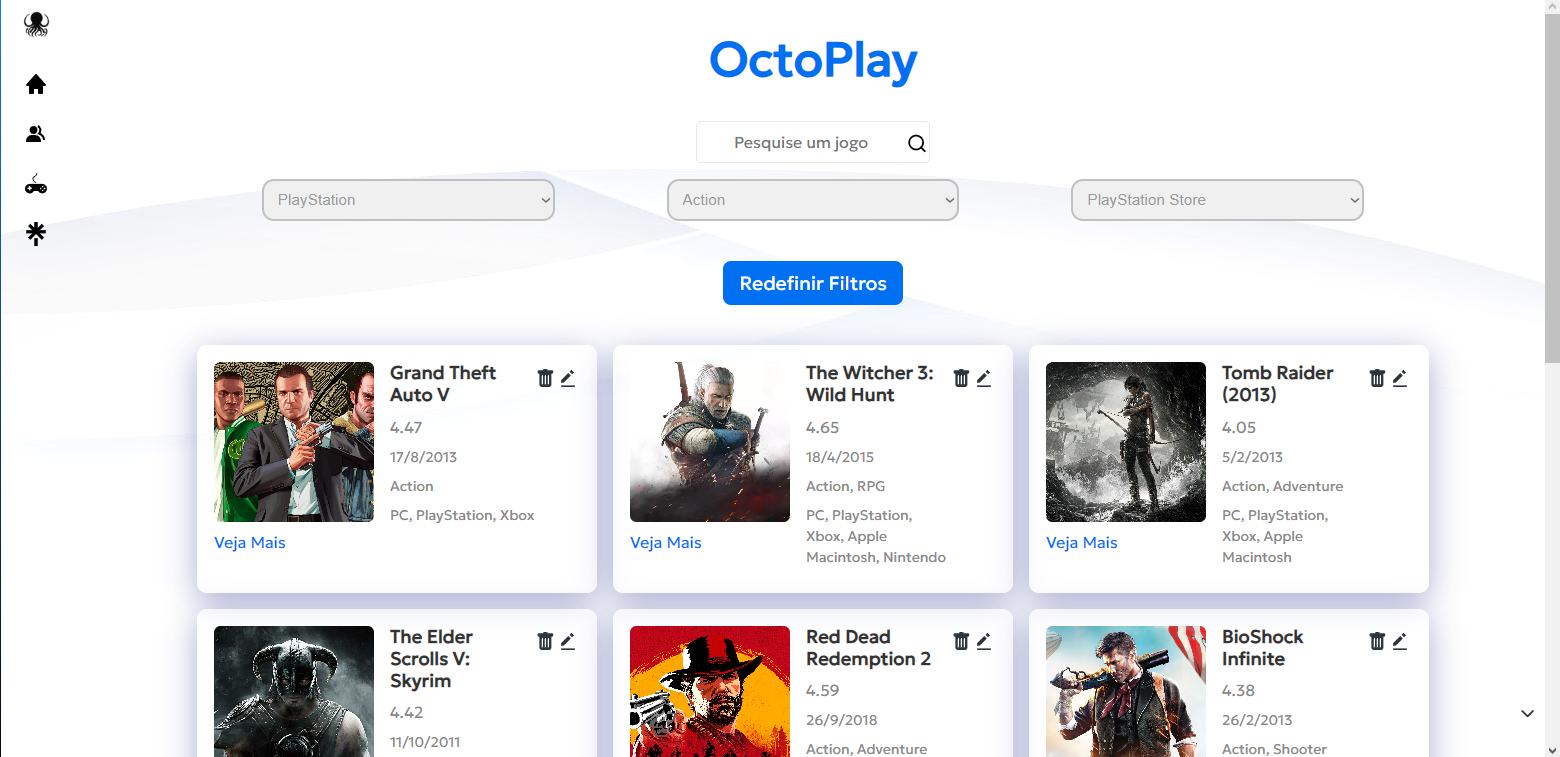 OctoPlay
Pesquise um jogo
PlayStation
Action
PlayStation Store
Redefinir Filtros
Grand Theft
Auto V
4.47
17/8/2013
Action
PC, PlayStation, Xbox
Veja Mais
The Witcher 3:
Wild Hunt
4.65
18/4/2015
Action, RPG
PC, PlayStation,
Xbox, Apple
Macintosh, Nintendo
Veja Mais
Tomb Raider
(2013)
4.05
5/2/2013
Action, Adventure
PC, PlayStation,
Xbox, Apple
Macintosh
Veja Mais
The Elder
Scrolls V:
Skyrim
4.42
11/10/2011
Red Dead
Redemption 2
4.59
26/9/2018
Action, Adventure
BioShock
Infinite
4.38
26/2/2013
Action, Shooter